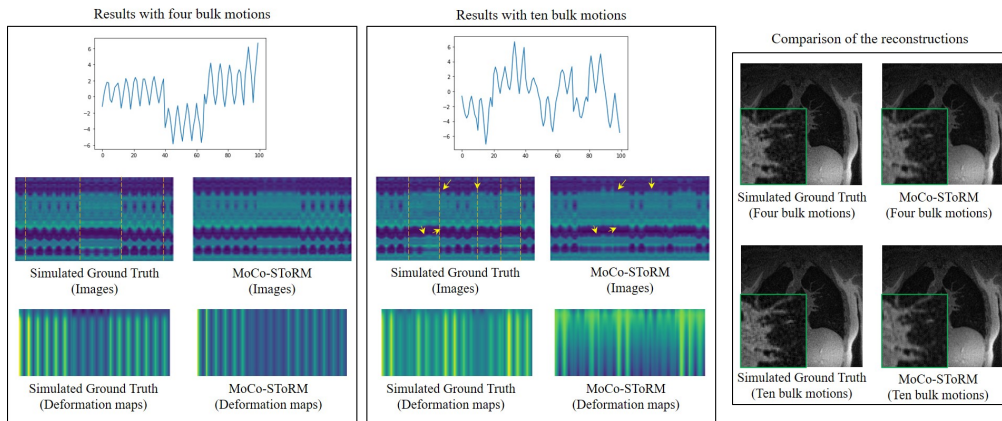 Results with four bulk motions
6
4
2
0
−2
−4
−6
0 20 40 60 80 100
Simulated Ground Truth
(Images)
MoCo-SToRM
(Images)
Simulated Ground Truth
(Deformation maps)
MoCo-SToRM
(Deformation maps)
Results with ten bulk motions
6
4
2
0
−2
−4
−6
0 20 40 60 80 100
Simulated Ground Truth
(Images)
MoCo-SToRM
(Images)
Simulated Ground Truth
(Deformation maps)
MoCo-SToRM
(Deformation maps)
Comparison of the reconstructions
Simulated Ground Truth
(Four bulk motions)
MoCo-SToRM
(Four bulk motions)
Simulated Ground Truth
(Ten bulk motions)
MoCo-SToRM
(Ten bulk motions)